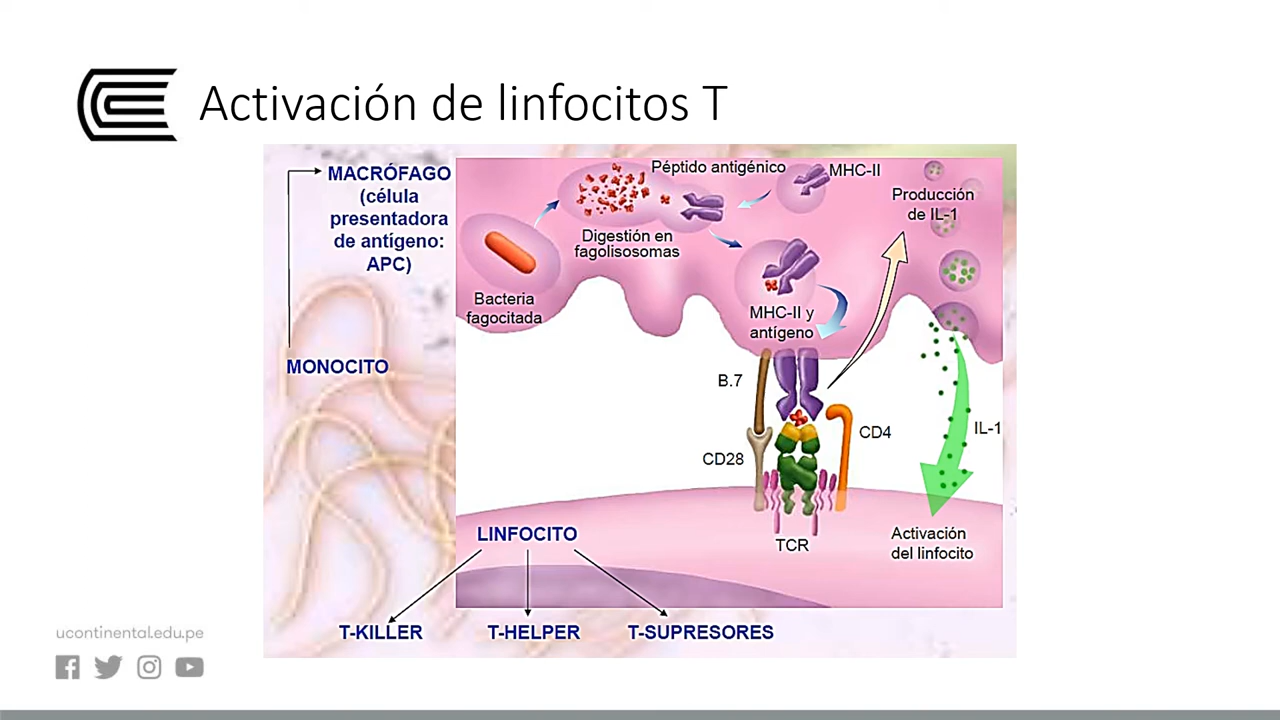 Activación de linfocitos T
MACRÓFAGO
(célula
presentadora
de antígeno:
APC)
MONOCITO
Péptido antigénico
MHC-II
Producción
de IL-1
Digestión en
fagolisosomas
Bacteria
fagocitada
MHC-II y
antígeno
B.7
CD4
IL-1
CD28
TCR
Activación
del linfocito
LINFOCITO
T-KILLER
T-HELPER
T-SUPRESORES
ucontinental.edu.pe